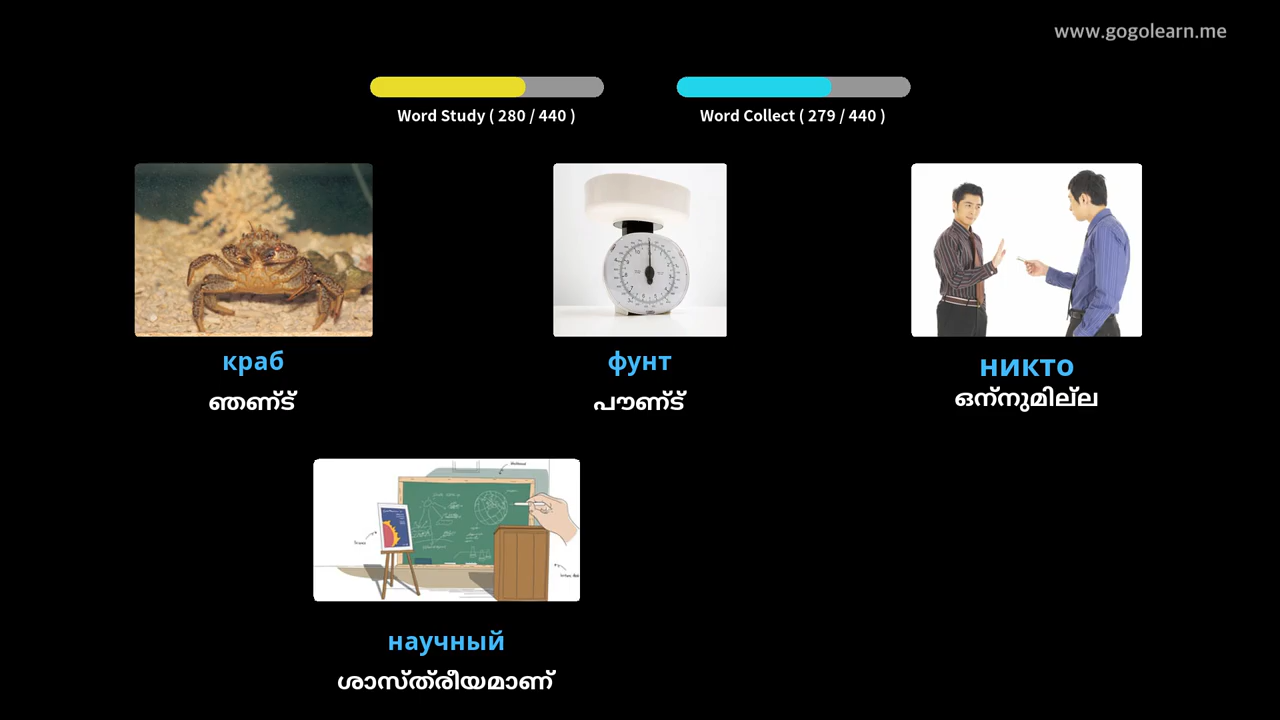 www.gogolearn.me
Word Study ( 280 / 440 )
Word Collect ( 279 / 440 )
краб
ഞണ്ട്
фунт
പൗണ്ട്
никто
ഒന്നുമില്ല
научный
ശാസ്ത്രീയമാണ്